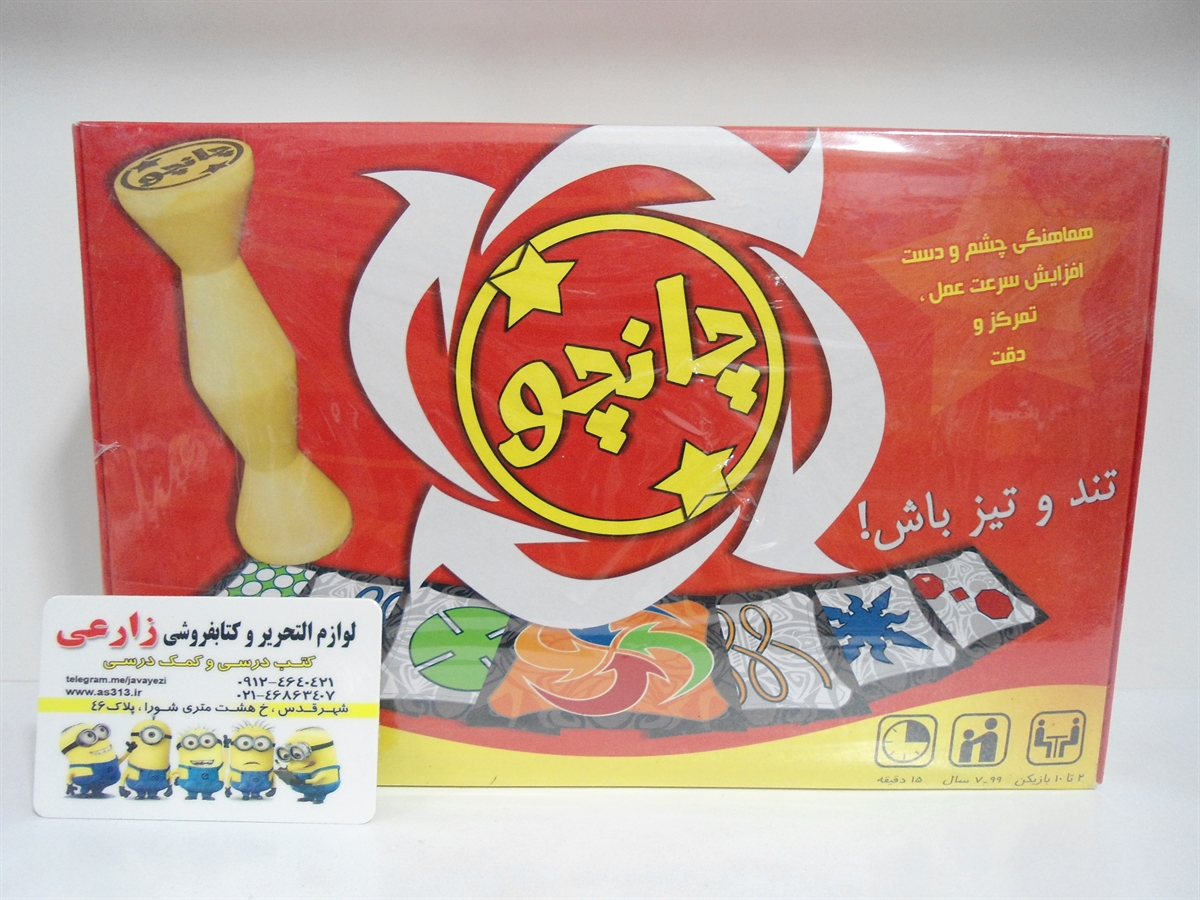 چانچو
چانچو
هماهنگی چشم و دست
افزایش سرعت عمل ،
تمرکز و
دقت
تند و تیز باش!
۲ تا ۱۰ بازیکن
۷_۹۹ سال
۱۵ دقیقه
لوازم التحریر و کتابفروشی زارعی
کتب درسی و کمک درسی
telegram.me/javayezi
۰۹۱۲-۴۶۴۰۴۲۱
www.as313.ir
۰۲۱-۴۶۸۶۳۴۰۷
شهرقدس ، خ هشت متری شورا ، پلاک ۴۶